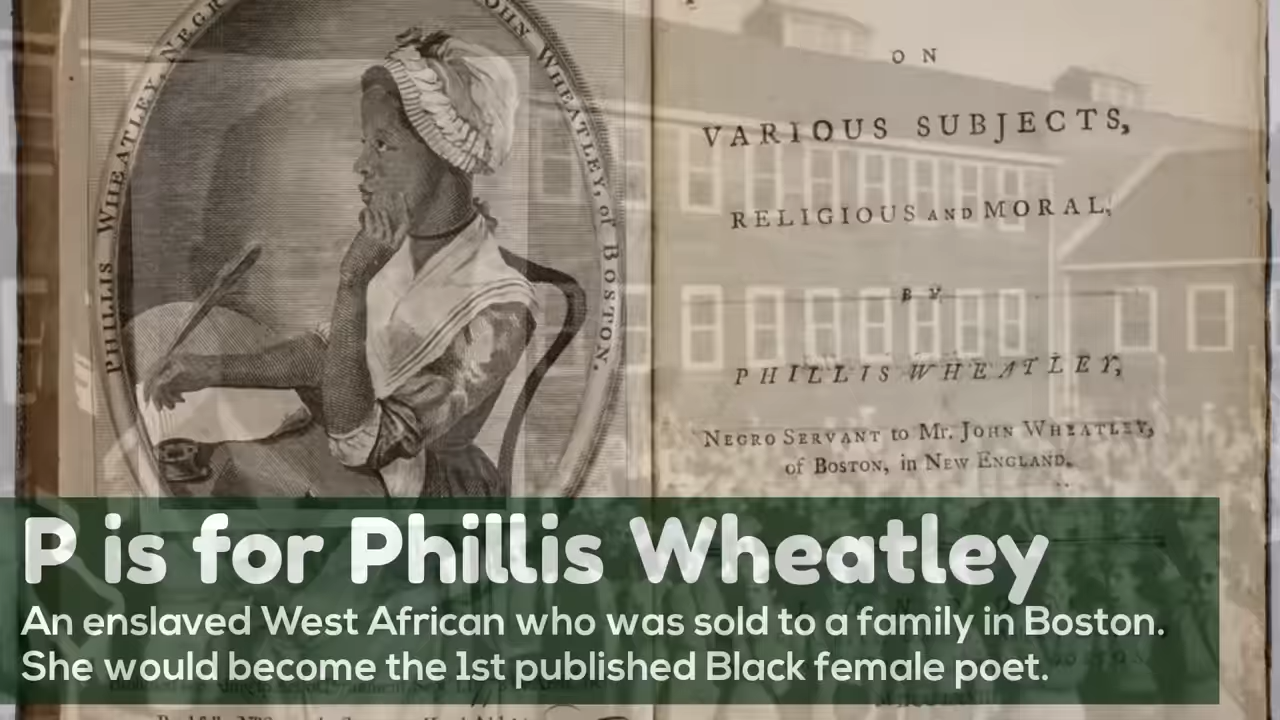 PHILLIS WHEATLEY, NEGR
OHN WHEATLEY, of BOSTON.
ON
VARIOUS SUBJECTS,
RELIGIOUS AND MORAL,
BY
PHILLIS WHEATLEY,
NEGRO SERVANT to Mr. JOHN WHEATLEY,
of BOSTON, in NEW ENGLAND.
P is for Phillis Wheatley
An enslaved West African who was sold to a family in Boston.
She would become the 1st published Black female poet.